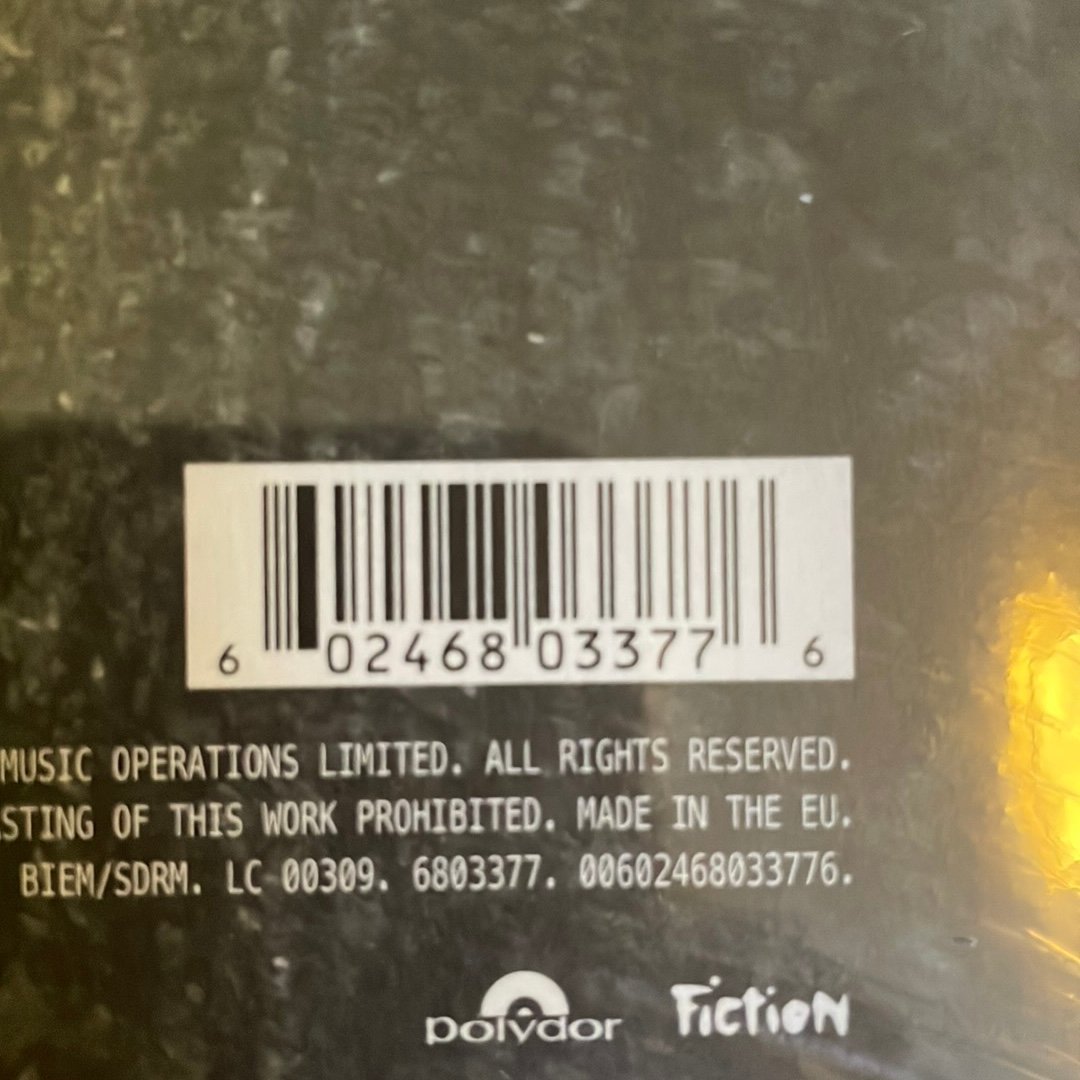 6 02468 03377 6
MUSIC OPERATIONS LIMITED. ALL RIGHTS RESERVED.
STING OF THIS WORK PROHIBITED. MADE IN THE EU.
BIEM/SDRM. LC 00309. 6803377. 00602468033776.
polydor Fiction